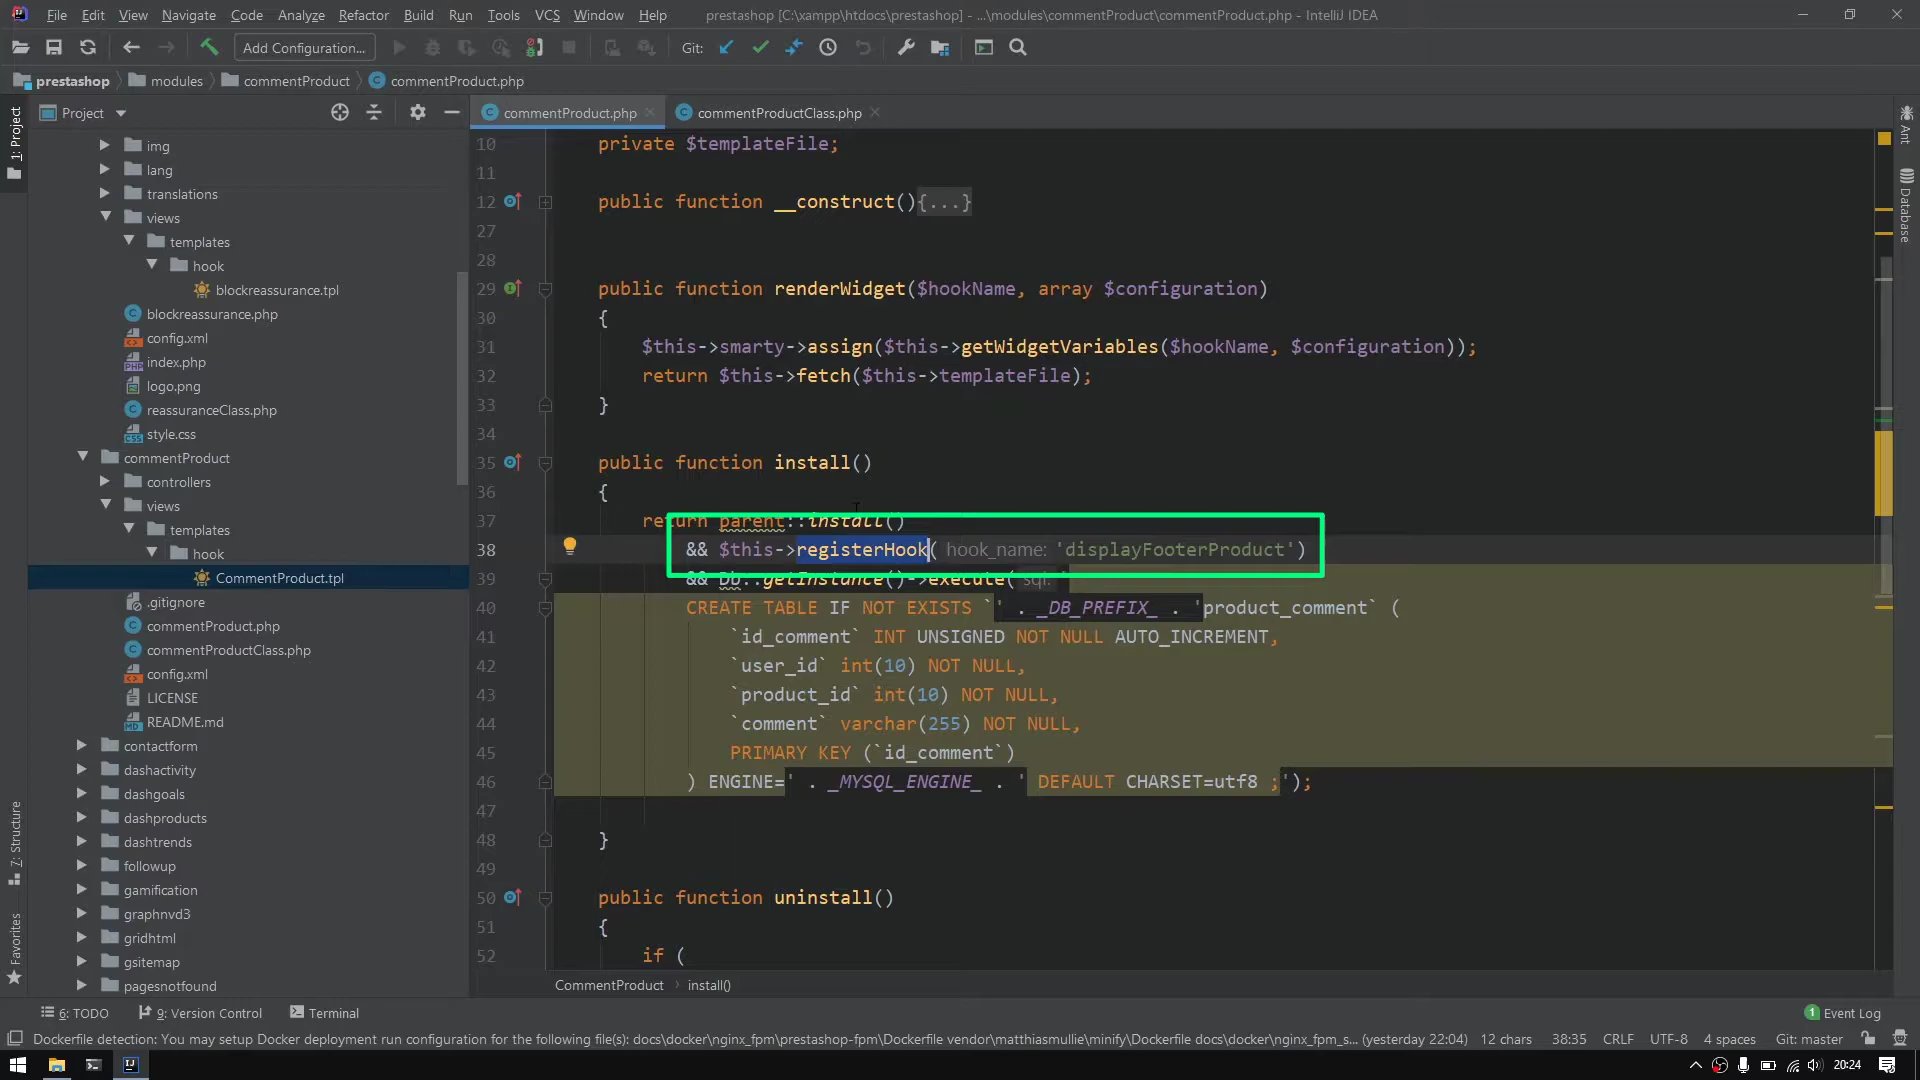 File Edit View Navigate Code Analyze Refactor Build Run Tools VCS Window Help prestashop [C:\xampp\htdocs\prestashop] - ...\modules\commentProduct\commentProduct.php - IntelliJ IDEA
Add Configuration... Git:
prestashop modules commentProduct commentProduct.php
Project commentProduct.php commentProductClass.php
1: Project
Ant
Database
img
lang
translations
views
templates
hook
blockreassurance.tpl
blockreassurance.php
config.xml
index.php
logo.png
reassuranceClass.php
style.css
commentProduct
controllers
views
templates
hook
CommentProduct.tpl
.gitignore
commentProduct.php
commentProductClass.php
config.xml
LICENSE
README.md
contactform
dashactivity
dashgoals
dashproducts
dashtrends
followup
gamification
graphnvd3
gridhtml
gsitemap
pagesnotfound
7: Structure
Favorites
10 private $templateFile;
11
12 public function __construct(){...}
27
28
29 public function renderWidget($hookName, array $configuration)
30 {
31 $this->smarty->assign($this->getWidgetVariables($hookName, $configuration));
32 return $this->fetch($this->templateFile);
33 }
34
35 public function install()
36 {
37 return parent::install()
38 && $this->registerHook( hook_name: 'displayFooterProduct')
39 && Db::getInstance()->execute( sql: '
40 CREATE TABLE IF NOT EXISTS `' . _DB_PREFIX_ . 'product_comment` (
41 `id_comment` INT UNSIGNED NOT NULL AUTO_INCREMENT,
42 `user_id` int(10) NOT NULL,
43 `product_id` int(10) NOT NULL,
44 `comment` varchar(255) NOT NULL,
45 PRIMARY KEY (`id_comment`)
46 ) ENGINE=' . _MYSQL_ENGINE_ . ' DEFAULT CHARSET=utf8 ;');
47
48 }
49
50 public function uninstall()
51 {
52 if (
CommentProduct › install()
6: TODO 9: Version Control Terminal 1 Event Log
Dockerfile detection: You may setup Docker deployment run configuration for the following file(s): docs\docker\nginx_fpm\prestashop-fpm\Dockerfile vendor\matthiasmullie\minify\Dockerfile docs\docker\nginx_fpm_s... (yesterday 22:04) 12 chars 38:35 CRLF UTF-8 4 spaces Git: master
20:24